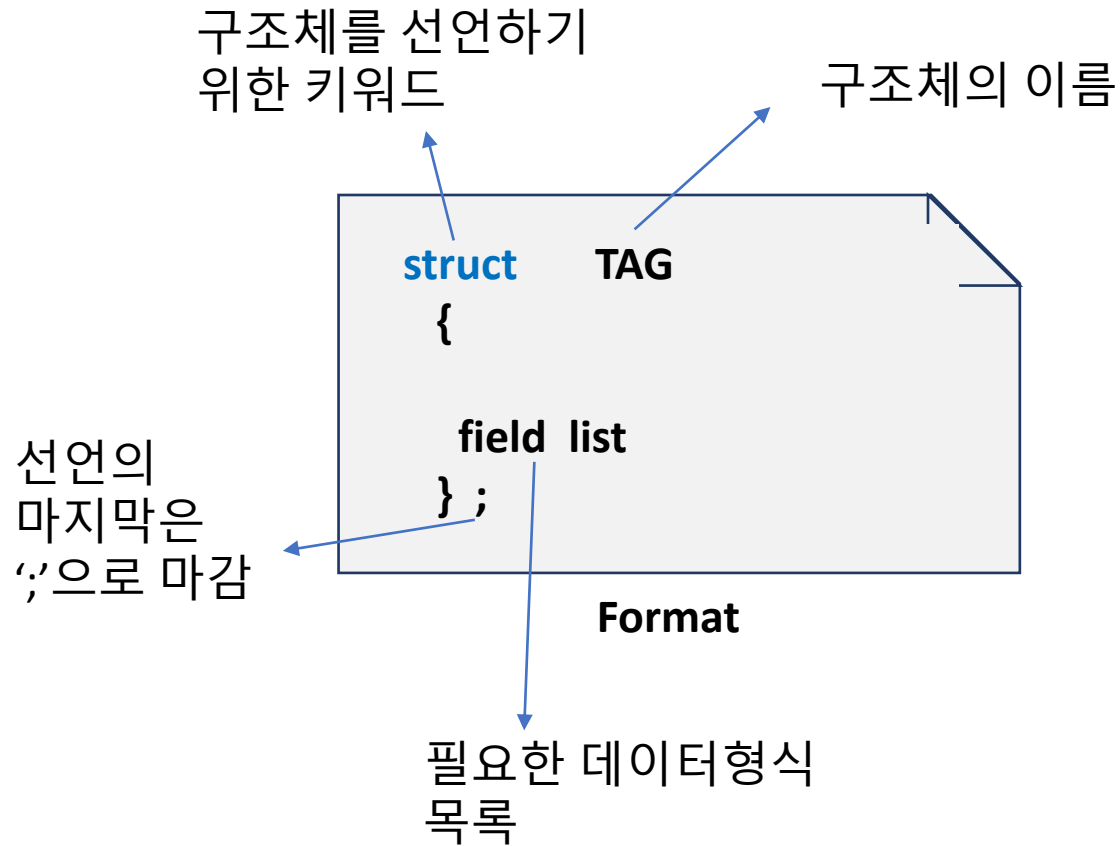 구조체를 선언하기
위한 키워드
구조체의 이름
struct TAG
{
field list
} ;
선언의
마지막은
‘;’으로 마감
Format
필요한 데이터형식
목록